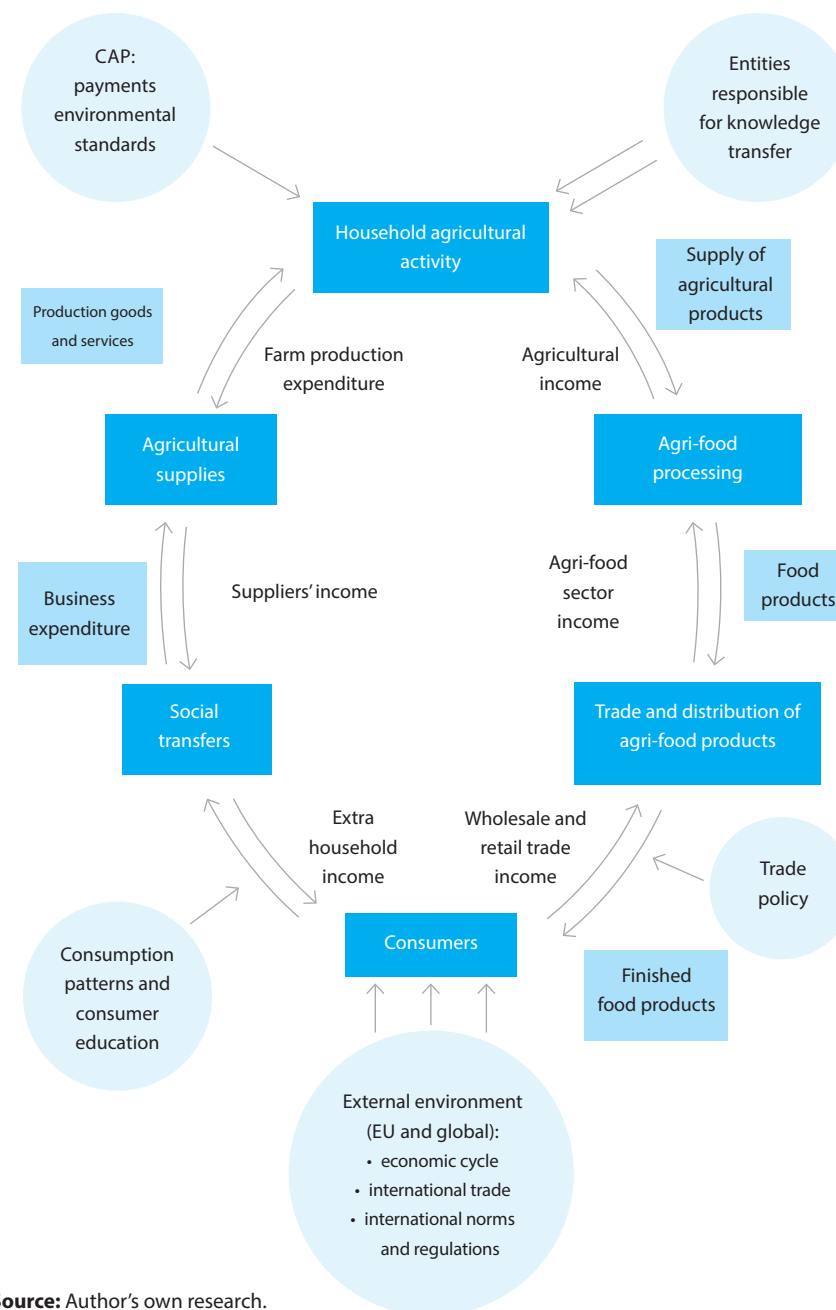 CAP:
payments
environmental
standards
Entities
responsible
for knowledge
transfer
Household agricultural
activity
Supply of
agricultural
products
Production goods
and services
Farm production
expenditure
Agricultural
income
Agricultural
supplies
Agri-food
processing
Business
expenditure
Suppliers’ income
Agri-food
sector
income
Food
products
Social
transfers
Trade and distribution of
agri-food products
Extra
household
income
Wholesale and
retail trade
income
Trade
policy
Consumption
patterns and
consumer
education
Consumers
Finished
food products
External environment
(EU and global):
• economic cycle
• international trade
• international norms
and regulations
Source: Author’s own research.